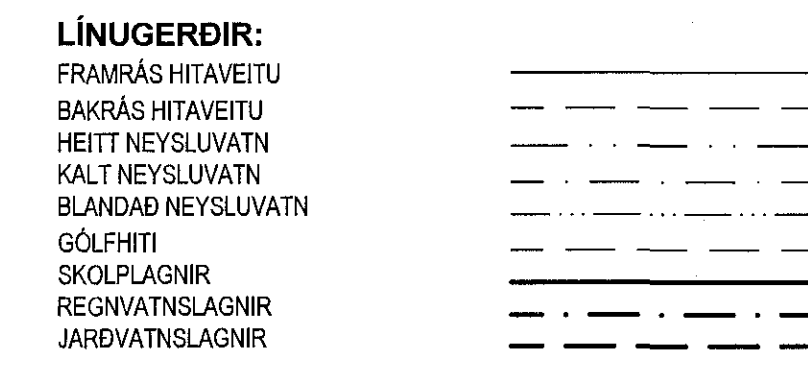 LÍNUGERÐIR:
FRAMRÁS HITAVEITU
BAKRÁS HITAVEITU
HEITT NEYSLUVATN
KALT NEYSLUVATN
BLANDAÐ NEYSLUVATN
GÓLFHITI
SKOLPLAGNIR
REGNVATNSLAGNIR
JARÐVATNSLAGNIR